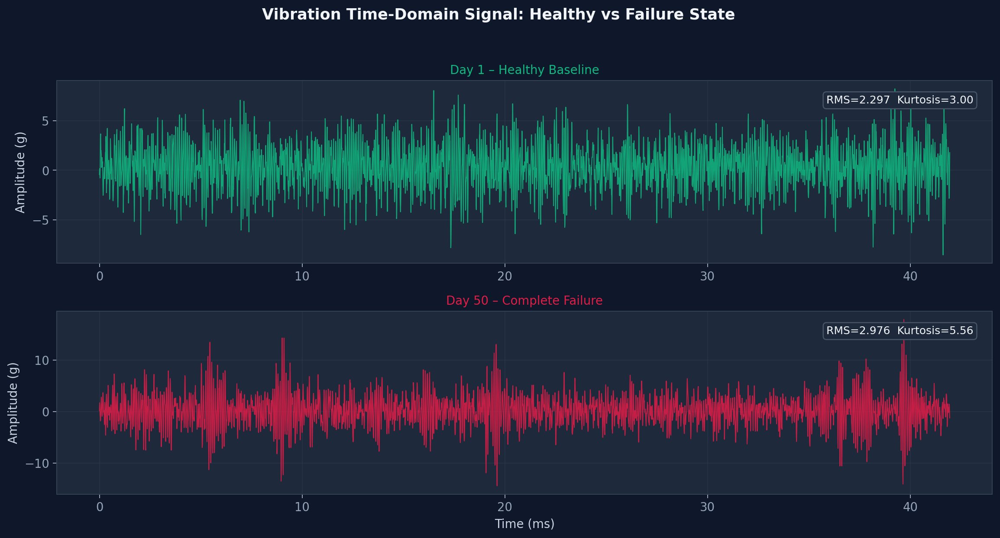 Vibration Time-Domain Signal: Healthy vs Failure State
Day 1 – Healthy Baseline
RMS=2.297  Kurtosis=3.00
Amplitude (g)
5
0
−5
0 10 20 30 40
Day 50 – Complete Failure
RMS=2.976  Kurtosis=5.56
Amplitude (g)
10
0
−10
0 10 20 30 40
Time (ms)